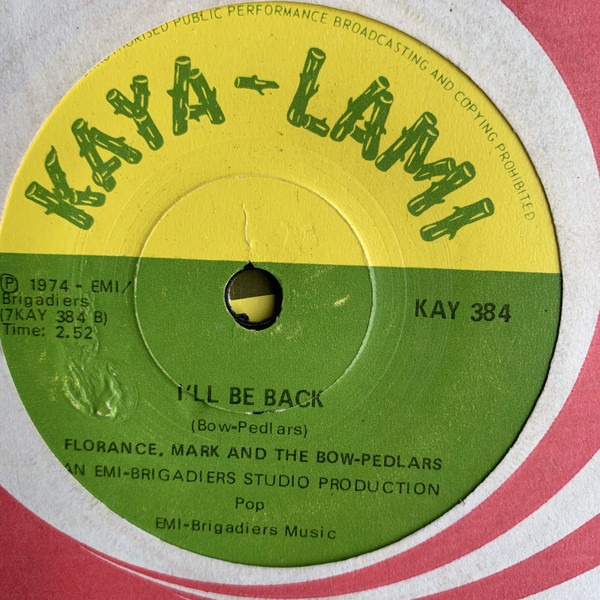 AUTHORISED PUBLIC PERFORMANCE BROADCASTING AND COPYING PROHIBITED
KAYA-LAMI
Ⓟ 1974 - EMI/
Brigadiers
(7KAY 384 B)
Time: 2.52
KAY 384
I'LL BE BACK
(Bow-Pedlars)
FLORANCE, MARK AND THE BOW-PEDLARS
AN EMI-BRIGADIERS STUDIO PRODUCTION
Pop
EMI-Brigadiers Music